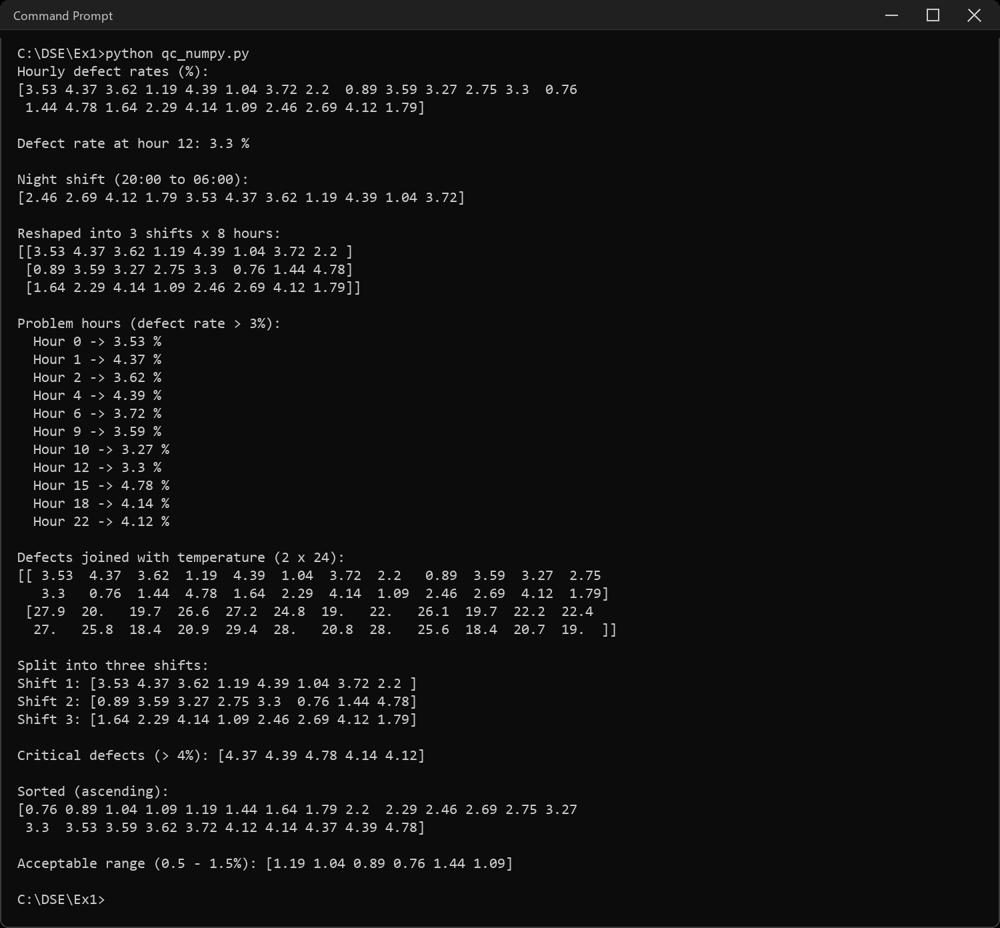 Command Prompt
C:\DSE\Ex1>python qc_numpy.py
Hourly defect rates (%):
[3.53 4.37 3.62 1.19 4.39 1.04 3.72 2.2  0.89 3.59 3.27 2.75 3.3  0.76
 1.44 4.78 1.64 2.29 4.14 1.09 2.46 2.69 4.12 1.79]

Defect rate at hour 12: 3.3 %

Night shift (20:00 to 06:00):
[2.46 2.69 4.12 1.79 3.53 4.37 3.62 1.19 4.39 1.04 3.72]

Reshaped into 3 shifts x 8 hours:
[[3.53 4.37 3.62 1.19 4.39 1.04 3.72 2.2 ]
 [0.89 3.59 3.27 2.75 3.3  0.76 1.44 4.78]
 [1.64 2.29 4.14 1.09 2.46 2.69 4.12 1.79]]

Problem hours (defect rate > 3%):
  Hour 0 -> 3.53 %
  Hour 1 -> 4.37 %
  Hour 2 -> 3.62 %
  Hour 4 -> 4.39 %
  Hour 6 -> 3.72 %
  Hour 9 -> 3.59 %
  Hour 10 -> 3.27 %
  Hour 12 -> 3.3 %
  Hour 15 -> 4.78 %
  Hour 18 -> 4.14 %
  Hour 22 -> 4.12 %

Defects joined with temperature (2 x 24):
[[ 3.53  4.37  3.62  1.19  4.39  1.04  3.72  2.2   0.89  3.59  3.27  2.75
   3.3   0.76  1.44  4.78  1.64  2.29  4.14  1.09  2.46  2.69  4.12  1.79]
 [27.9  20.   19.7  26.6  27.2  24.8  19.   22.   26.1  19.7  22.2  22.4
  27.   25.8  18.4  20.9  29.4  28.   20.8  28.   25.6  18.4  20.7  19.  ]]

Split into three shifts:
Shift 1: [3.53 4.37 3.62 1.19 4.39 1.04 3.72 2.2 ]
Shift 2: [0.89 3.59 3.27 2.75 3.3  0.76 1.44 4.78]
Shift 3: [1.64 2.29 4.14 1.09 2.46 2.69 4.12 1.79]

Critical defects (> 4%): [4.37 4.39 4.78 4.14 4.12]

Sorted (ascending):
[0.76 0.89 1.04 1.09 1.19 1.44 1.64 1.79 2.2  2.29 2.46 2.69 2.75 3.27
 3.3  3.53 3.59 3.62 3.72 4.12 4.14 4.37 4.39 4.78]

Acceptable range (0.5 - 1.5%): [1.19 1.04 0.89 0.76 1.44 1.09]

C:\DSE\Ex1>